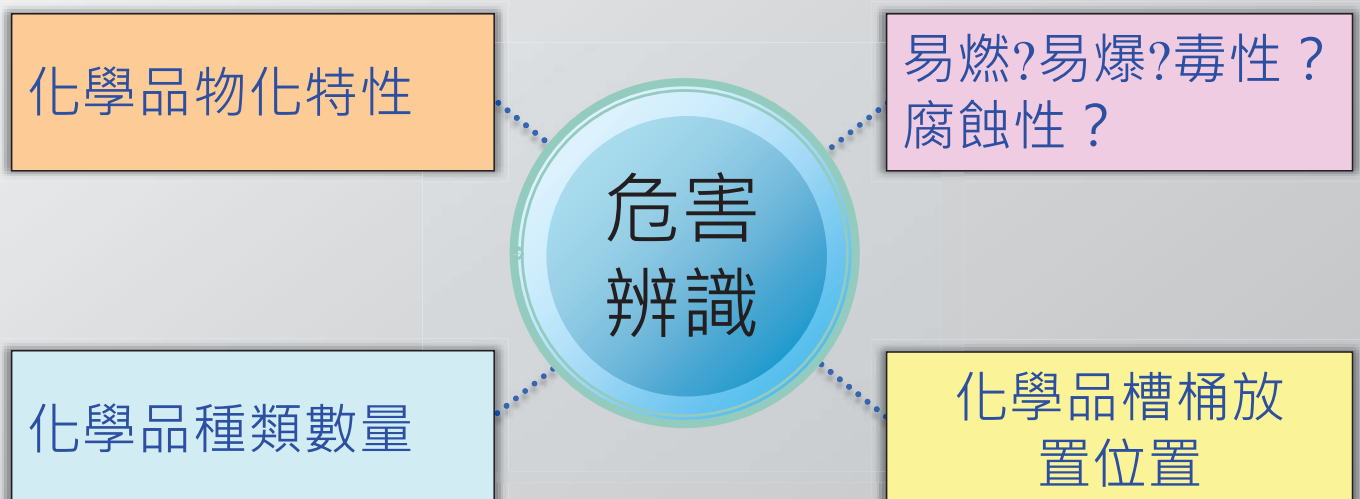 化學品物化特性
易燃?易爆?毒性？
腐蝕性？
危害
辨識
化學品種類數量
化學品槽桶放
置位置